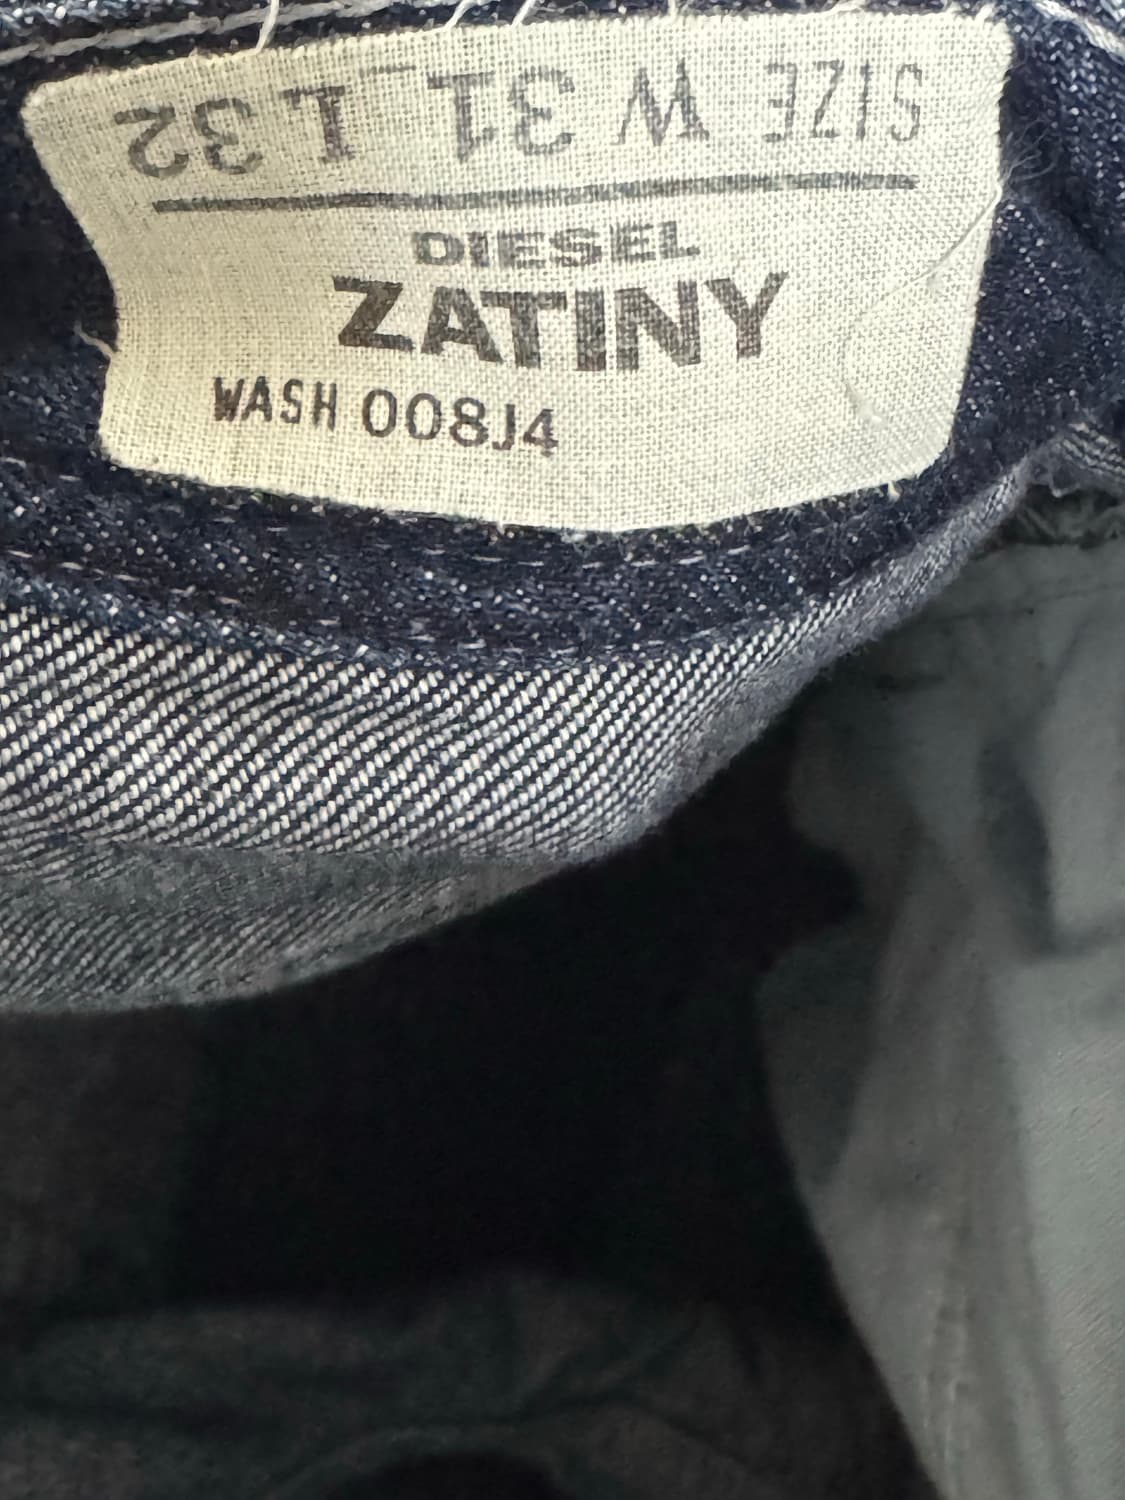 SIZE W 31 L 32
DIESEL
ZATINY
WASH 008J4